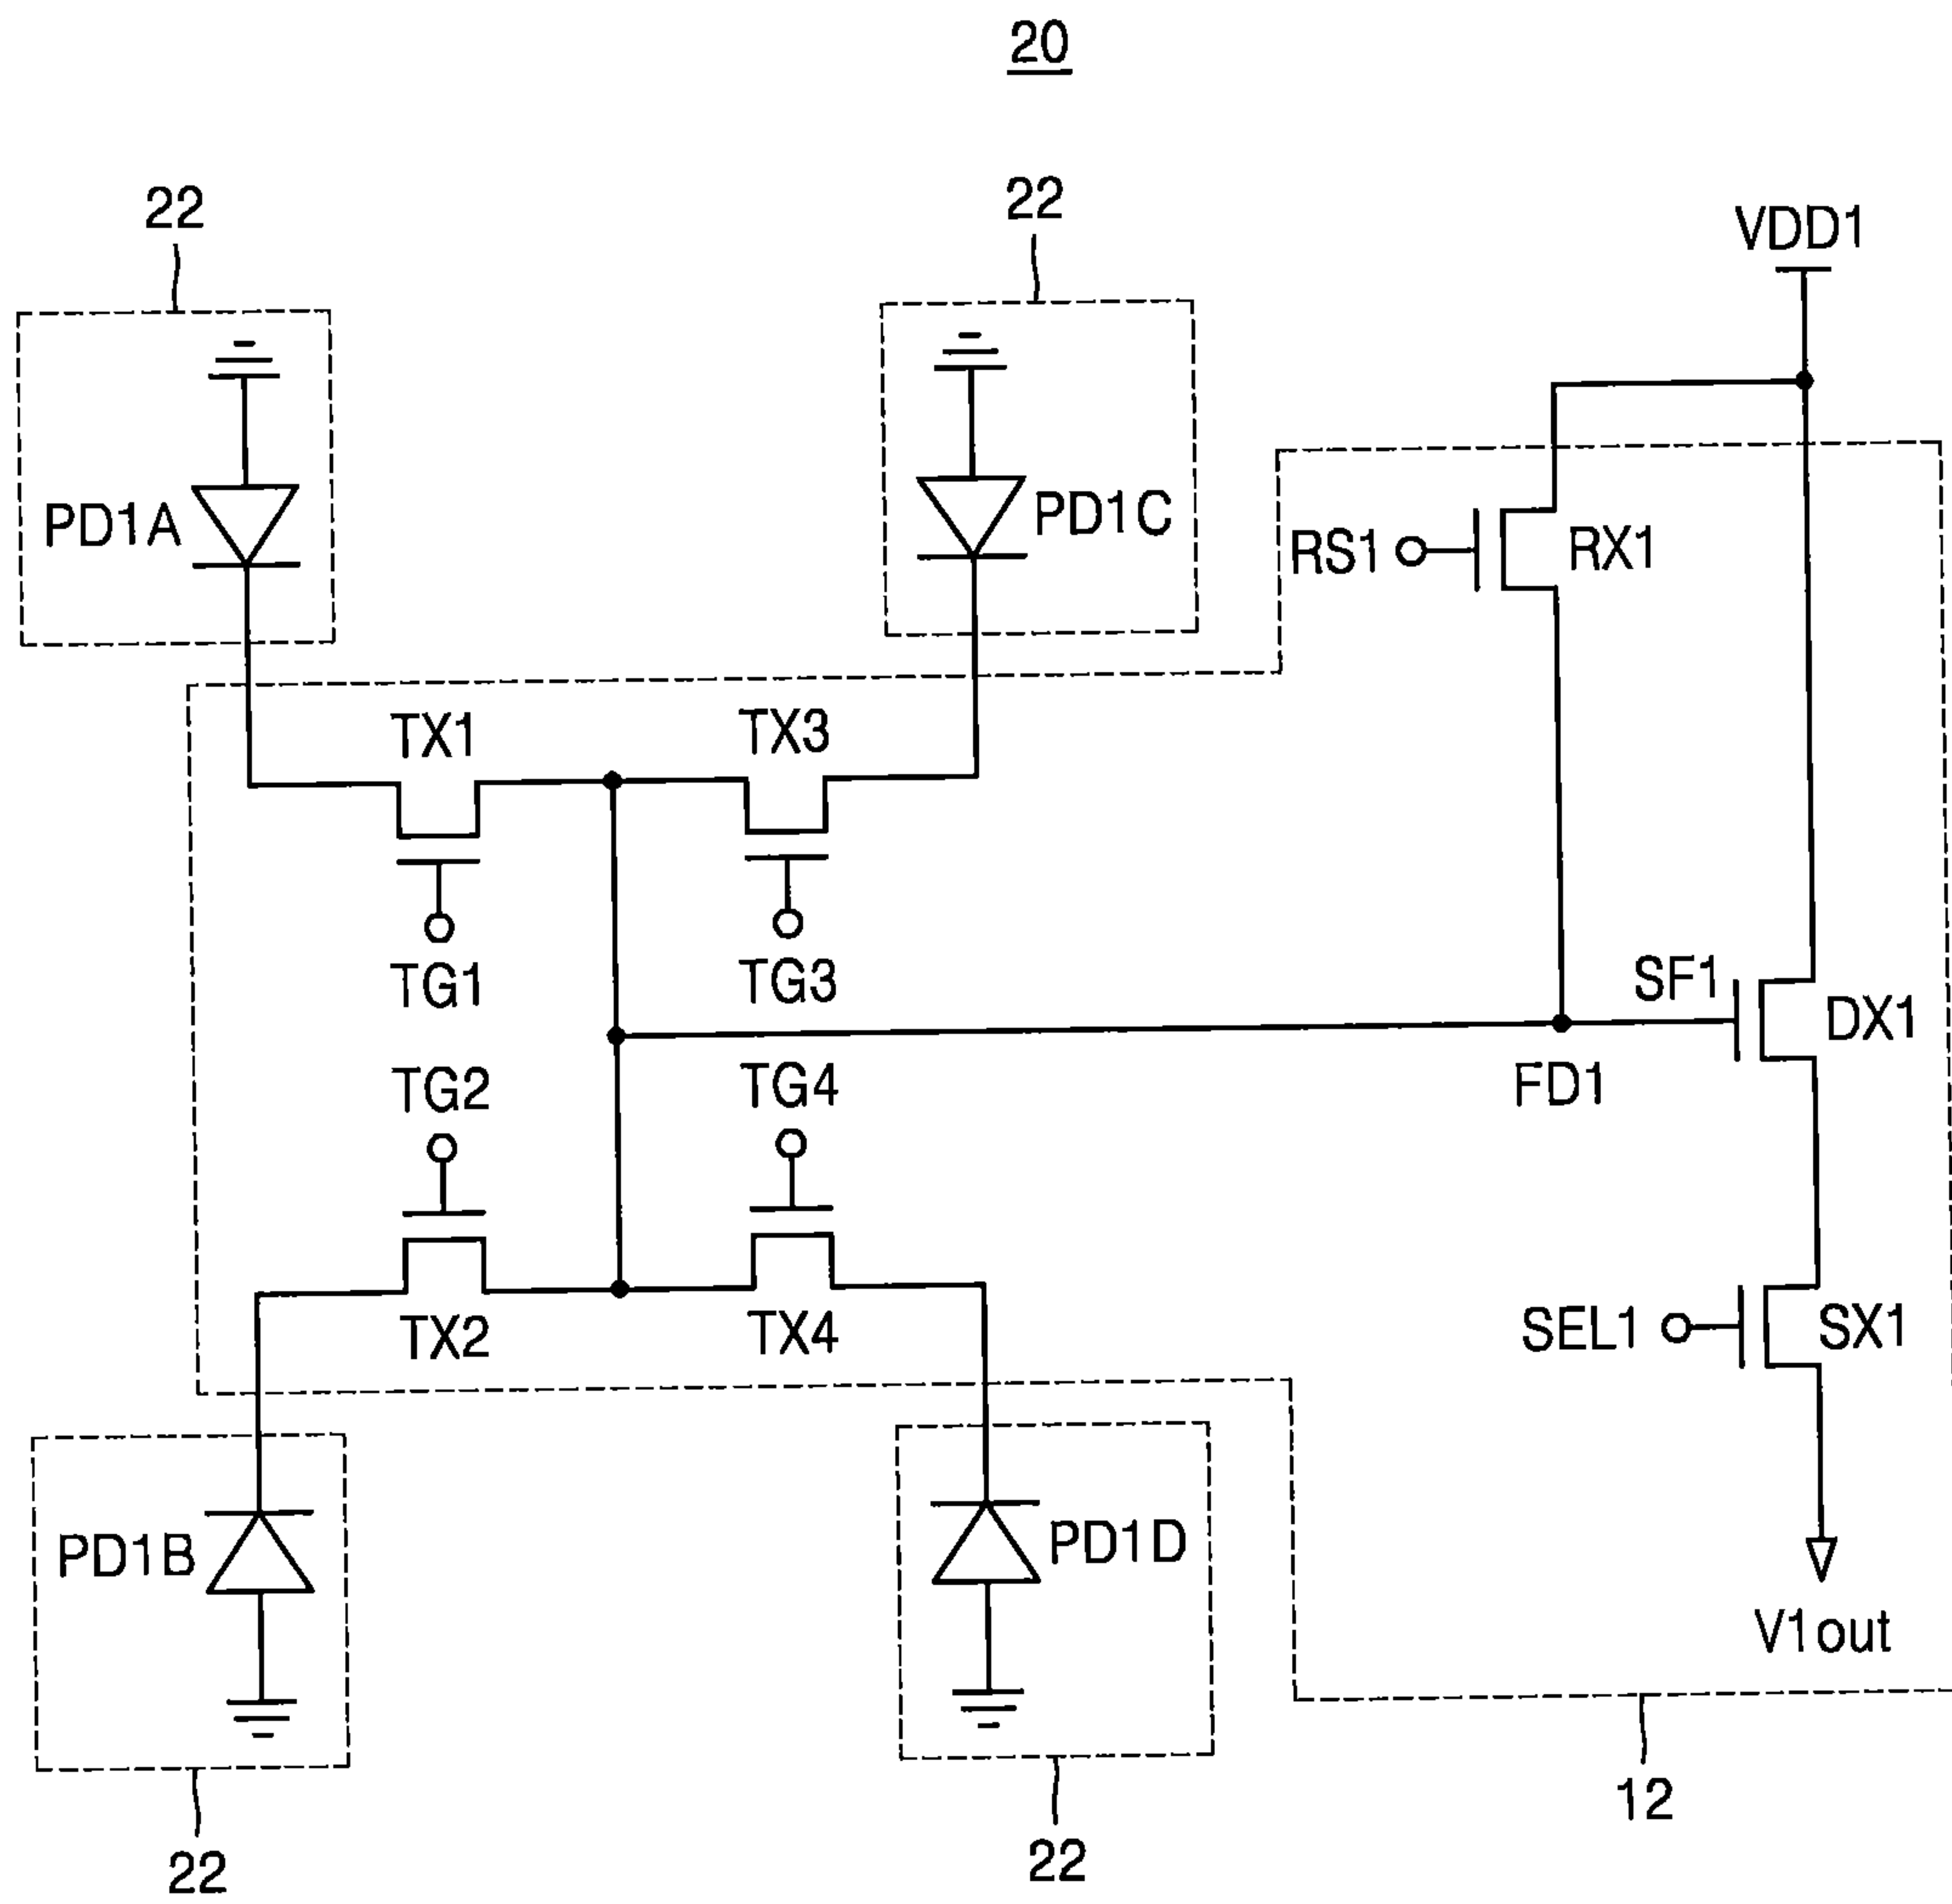 20
22
22
VDD1
PD1A
PD1C
RS1
RX1
TX1
TX3
TG1
TG3
SF1
DX1
FD1
TG2
TG4
TX2
TX4
SEL1
SX1
PD1B
PD1D
V1out
12
22
22